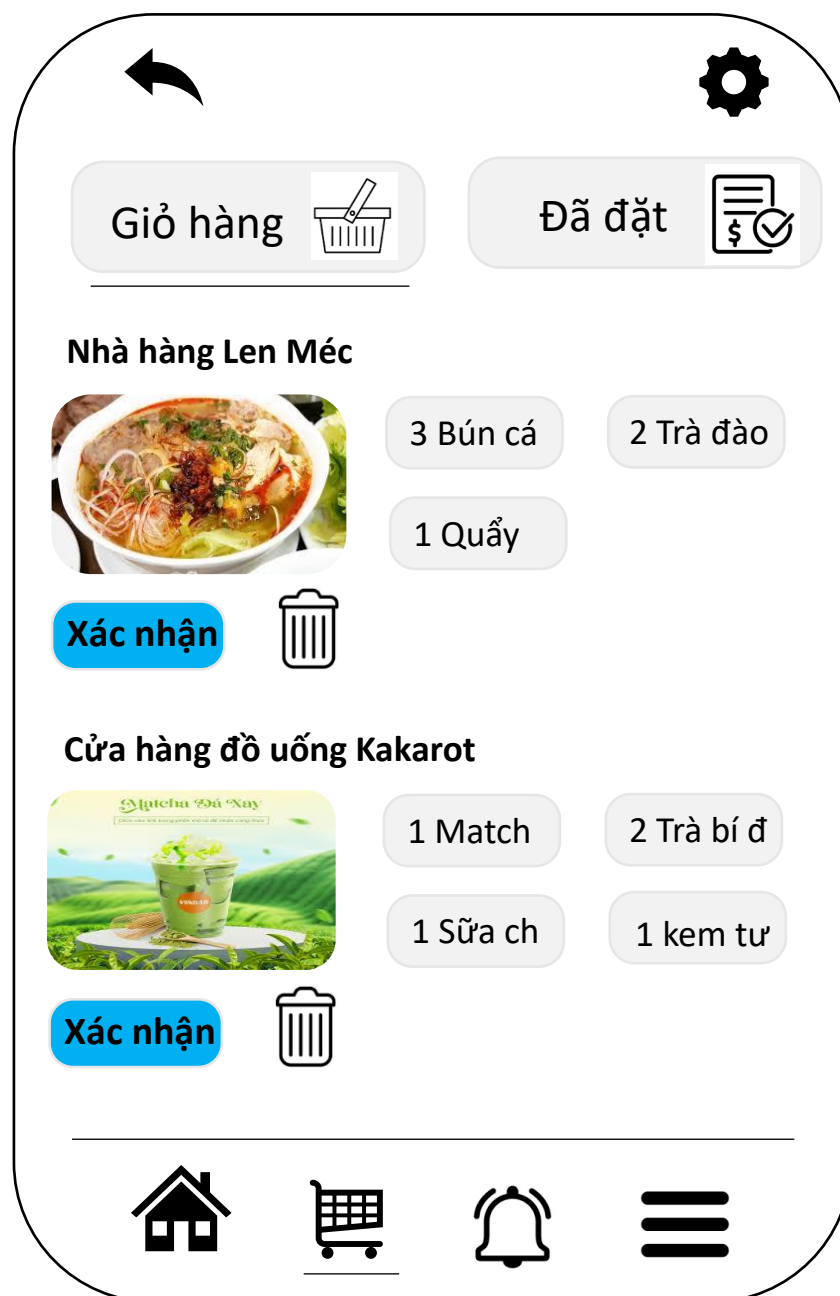 Giỏ hàng
Đã đặt
Nhà hàng Len Méc
3 Bún cá
2 Trà đào
1 Quẩy
Xác nhận
Cửa hàng đồ uống Kakarot
Matcha Đá Xay
1 Match
2 Trà bí đ
1 Sữa ch
1 kem tư
Xác nhận